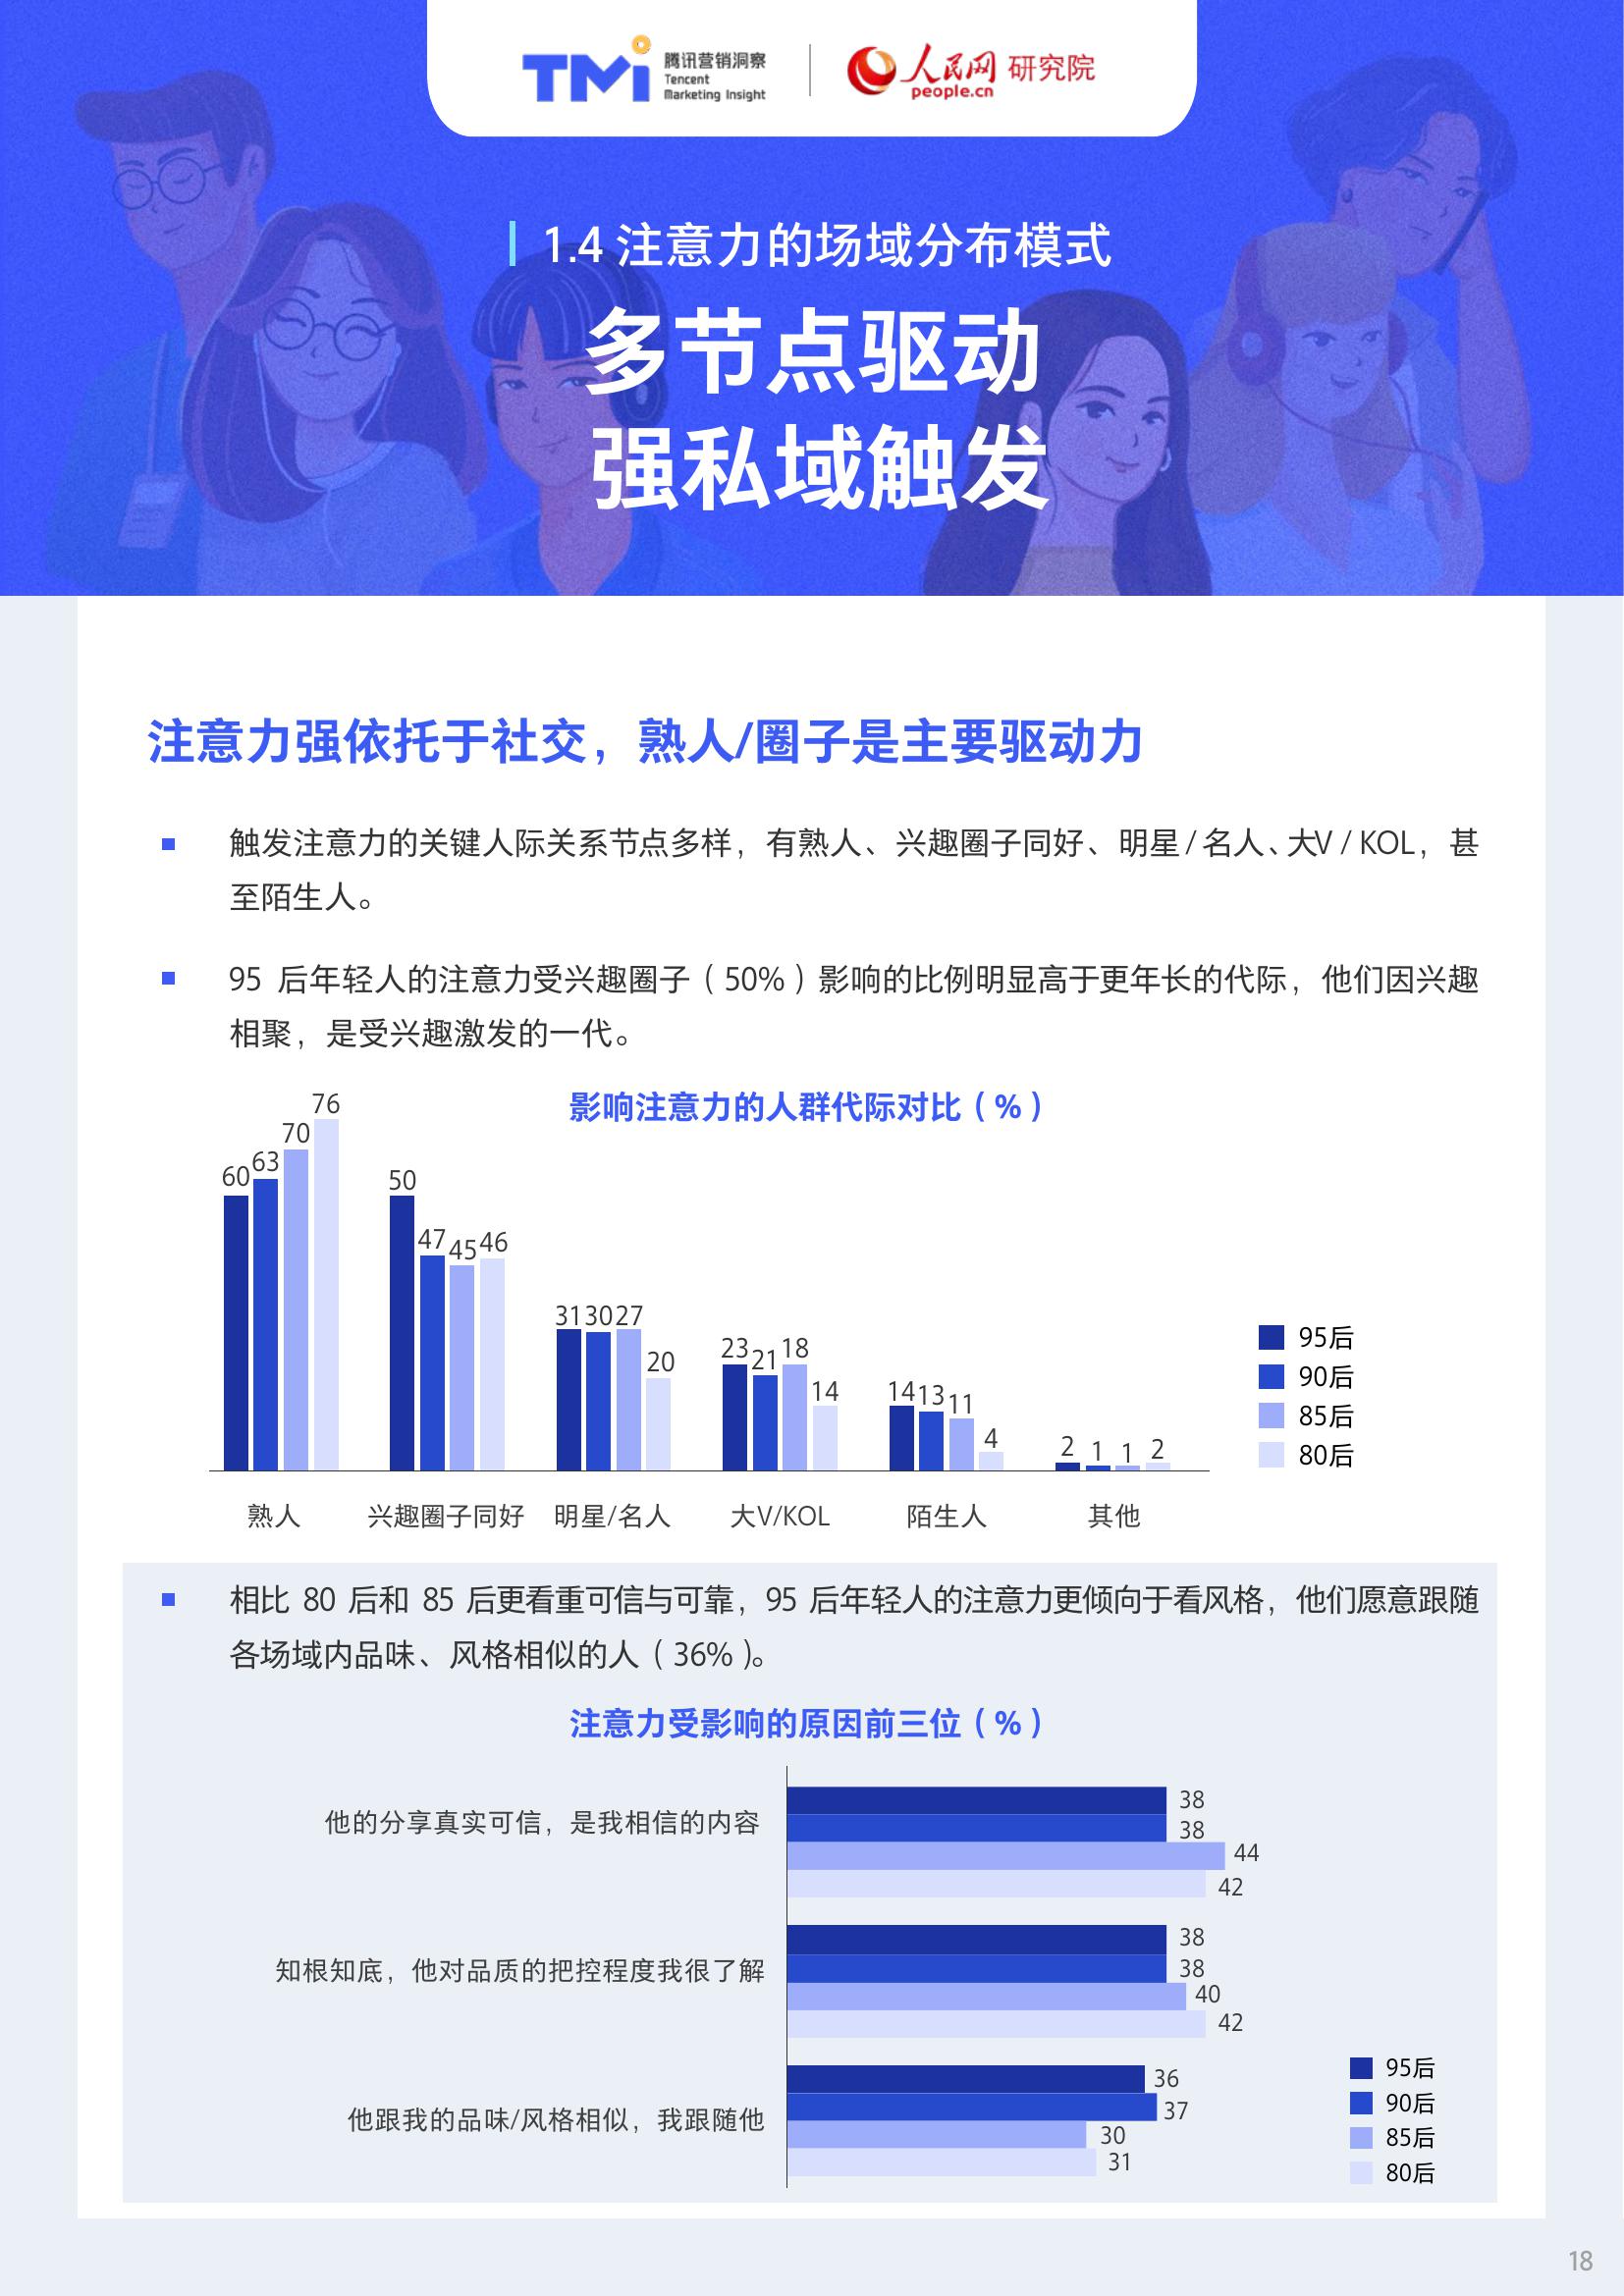 TMi 腾讯营销洞察
Tencent
Marketing Insight
人民网 研究院
people.cn
1.4 注意力的场域分布模式
多节点驱动
强私域触发
注意力强依托于社交，熟人/圈子是主要驱动力
触发注意力的关键人际关系节点多样，有熟人、兴趣圈子同好、明星/名人、大V / KOL，甚
至陌生人。
95 后年轻人的注意力受兴趣圈子（50%）影响的比例明显高于更年长的代际，他们因兴趣
相聚，是受兴趣激发的一代。
影响注意力的人群代际对比（%）
60 63 70 76
50 47 45 46
31 30 27 20
23 21 18 14
14 13 11 4
2 1 1 2
熟人 兴趣圈子同好 明星/名人 大V/KOL 陌生人 其他
95后
90后
85后
80后
相比 80 后和 85 后更看重可信与可靠，95 后年轻人的注意力更倾向于看风格，他们愿意跟随
各场域内品味、风格相似的人（36%）。
注意力受影响的原因前三位（%）
他的分享真实可信，是我相信的内容
38
38
44
42
知根知底，他对品质的把控程度我很了解
38
38
40
42
他跟我的品味/风格相似，我跟随他
36
37
30
31
95后
90后
85后
80后
18